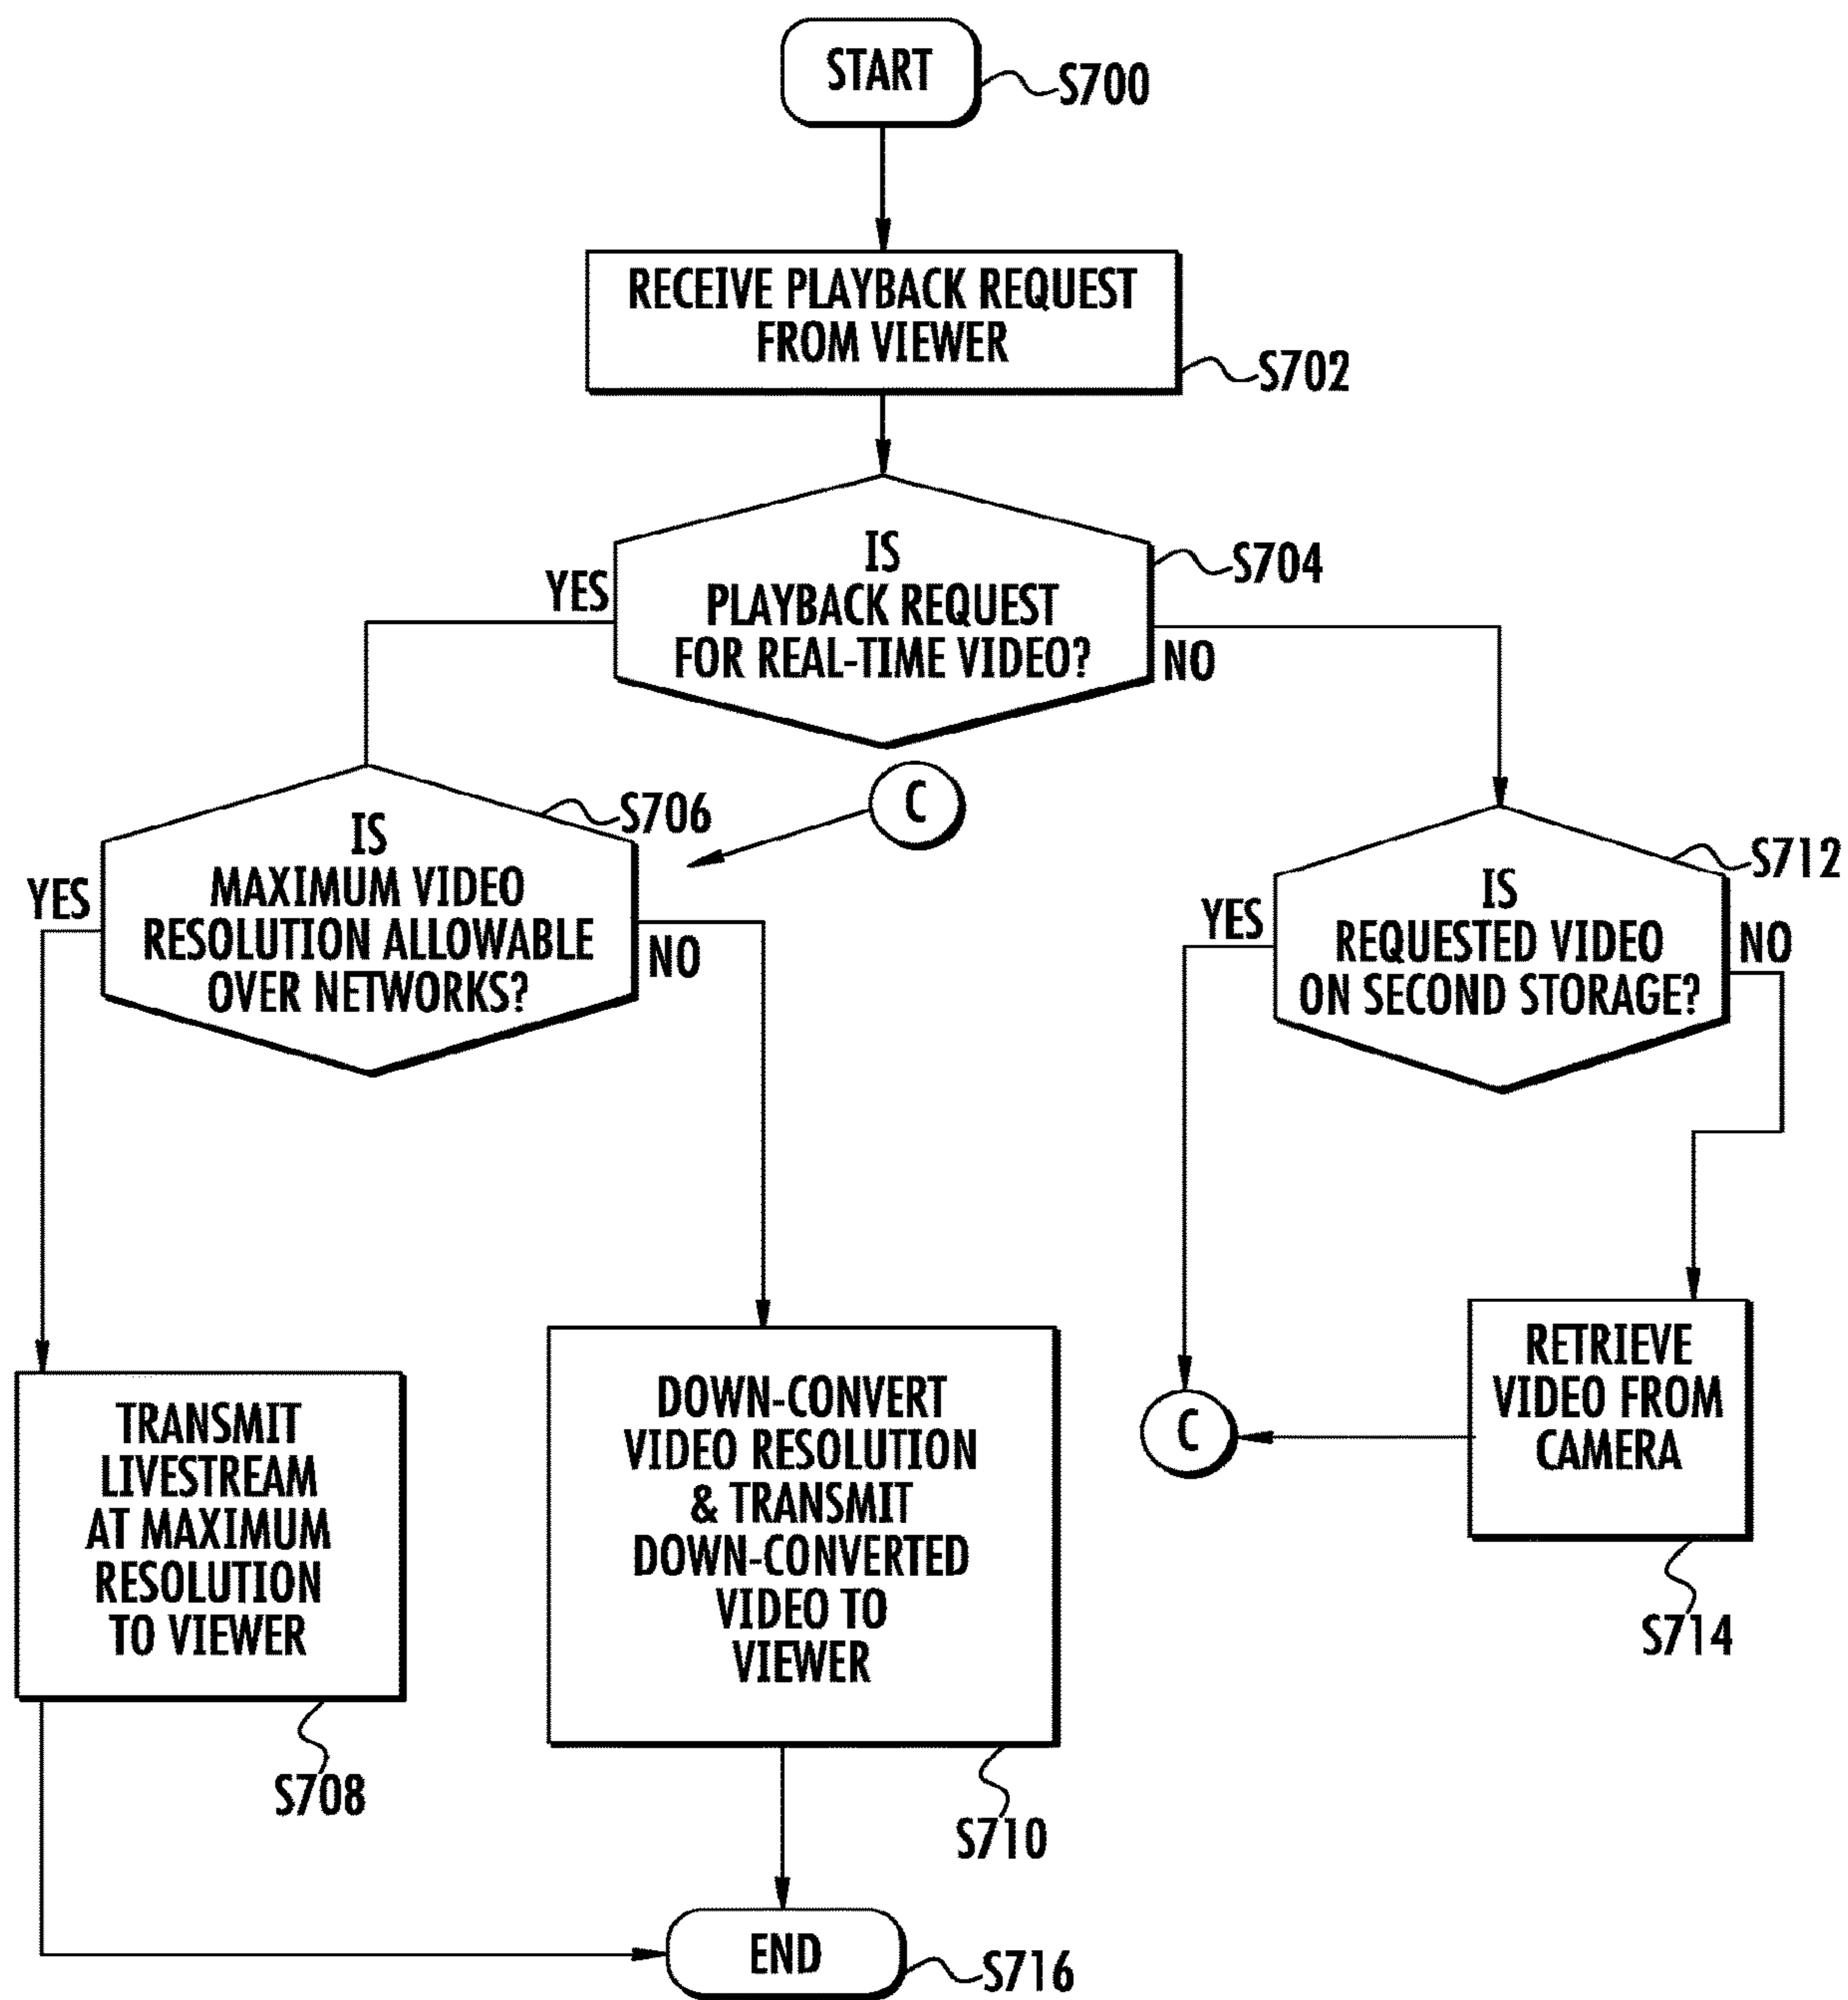 START
S700
RECEIVE PLAYBACK REQUEST
FROM VIEWER
S702
IS
PLAYBACK REQUEST
FOR REAL-TIME VIDEO?
S704
YES
NO
C
IS
MAXIMUM VIDEO
RESOLUTION ALLOWABLE
OVER NETWORKS?
S706
YES
NO
IS
REQUESTED VIDEO
ON SECOND STORAGE?
S712
YES
NO
TRANSMIT
LIVESTREAM
AT MAXIMUM
RESOLUTION
TO VIEWER
S708
DOWN-CONVERT
VIDEO RESOLUTION
& TRANSMIT
DOWN-CONVERTED
VIDEO TO
VIEWER
S710
C
RETRIEVE
VIDEO FROM
CAMERA
S714
END
S716